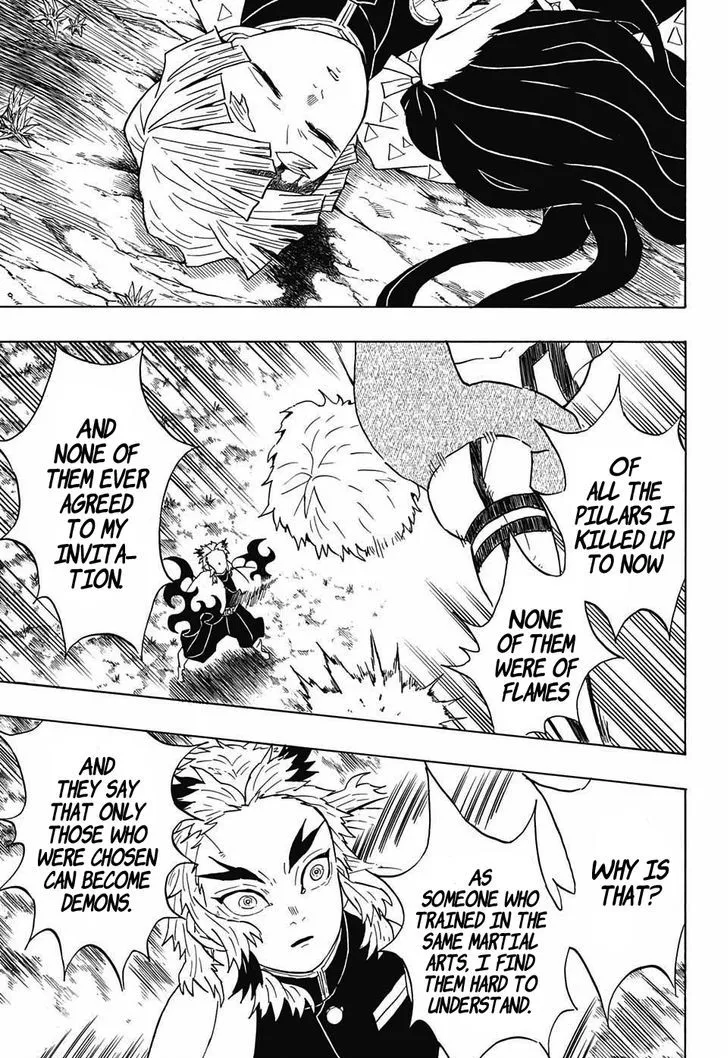 OF
ALL THE
PILLARS I
KILLED UP
TO NOW
NONE
OF THEM
WERE OF
FLAMES
AND
NONE OF
THEM EVER
AGREED
TO MY
INVITA-
TION.
WHY IS
THAT?
AS
SOMEONE WHO
TRAINED IN THE
SAME MARTIAL
ARTS, I FIND
THEM HARD TO
UNDERSTAND.
AND
THEY SAY
THAT ONLY
THOSE WHO
WERE CHOSEN
CAN BECOME
DEMONS.